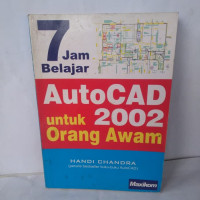 7 Jam
Belajar
AutoCAD
untuk 2002
Orang Awam
HANDI CHANDRA
Maxikom